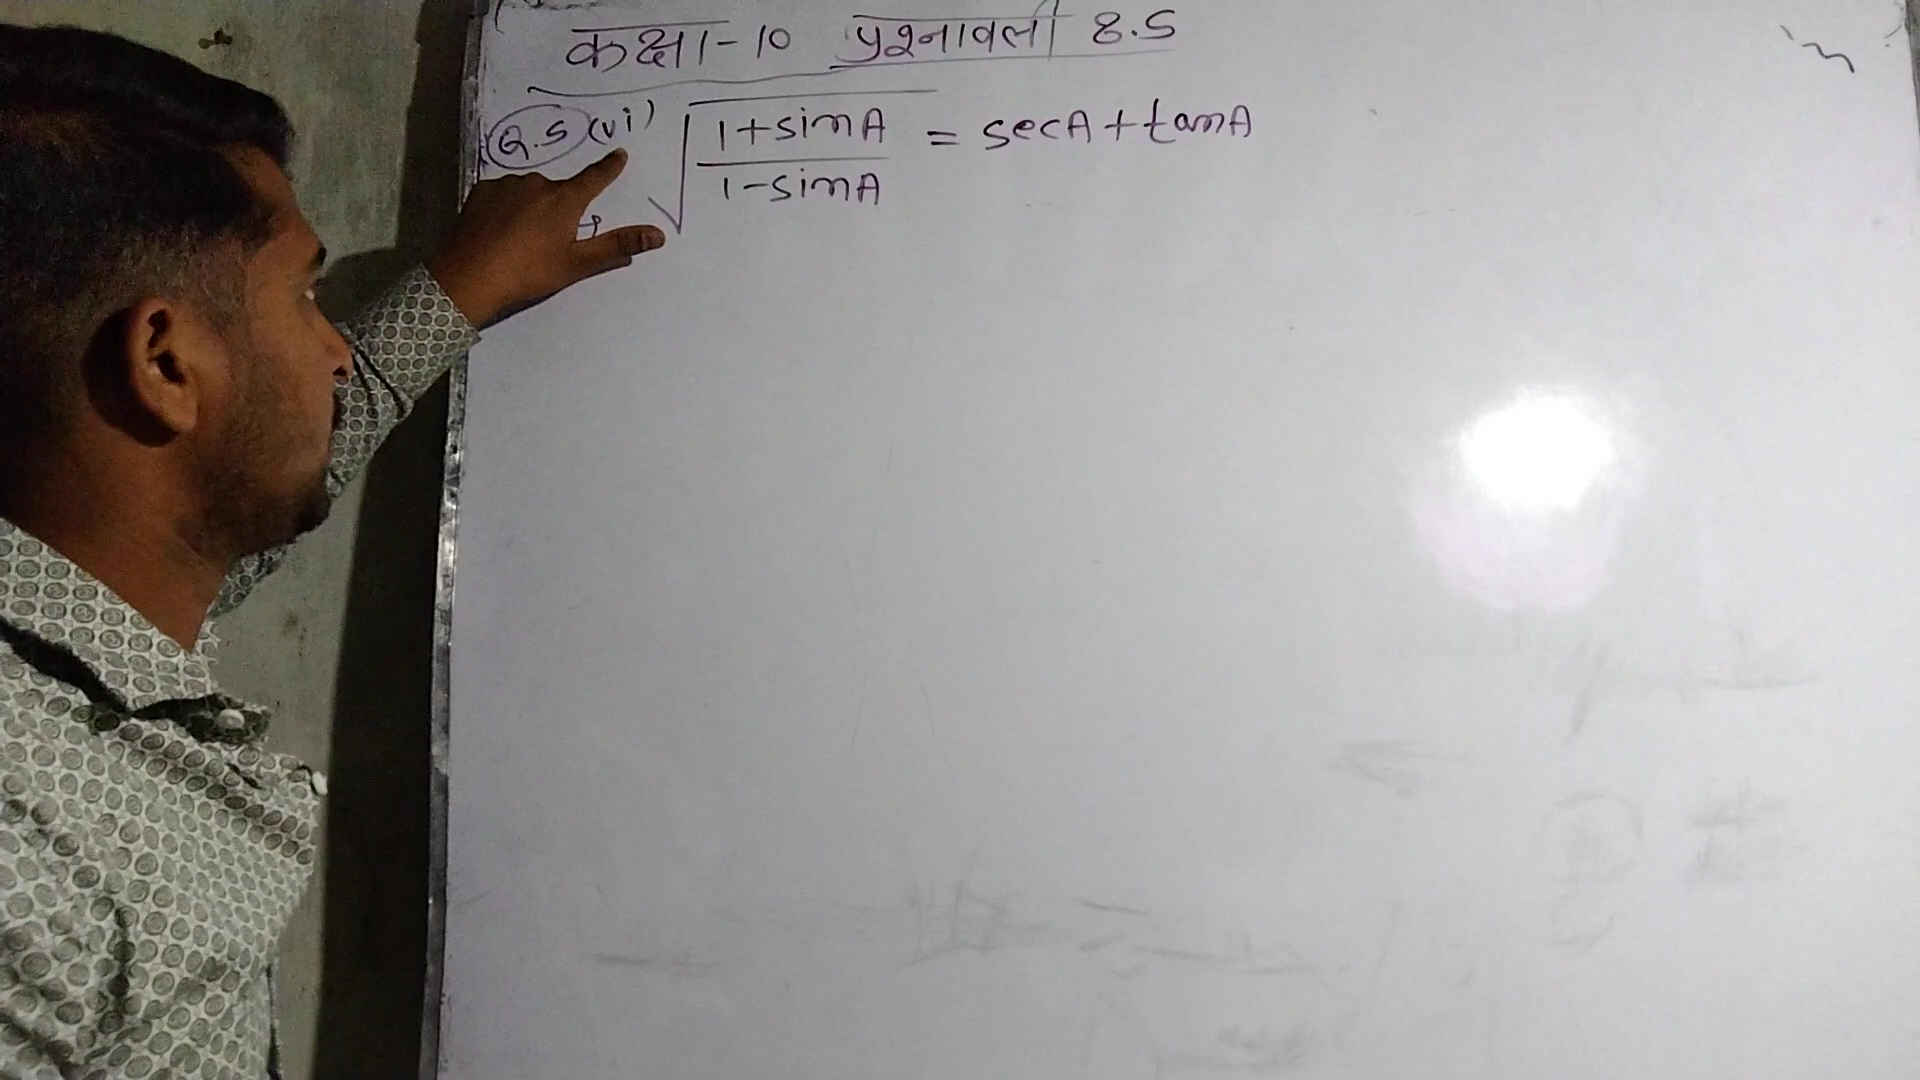 कक्षा-10 प्रश्नावली 8.5
Q.5 (vi) √(1+sinA / 1-sinA) = secA + tanA